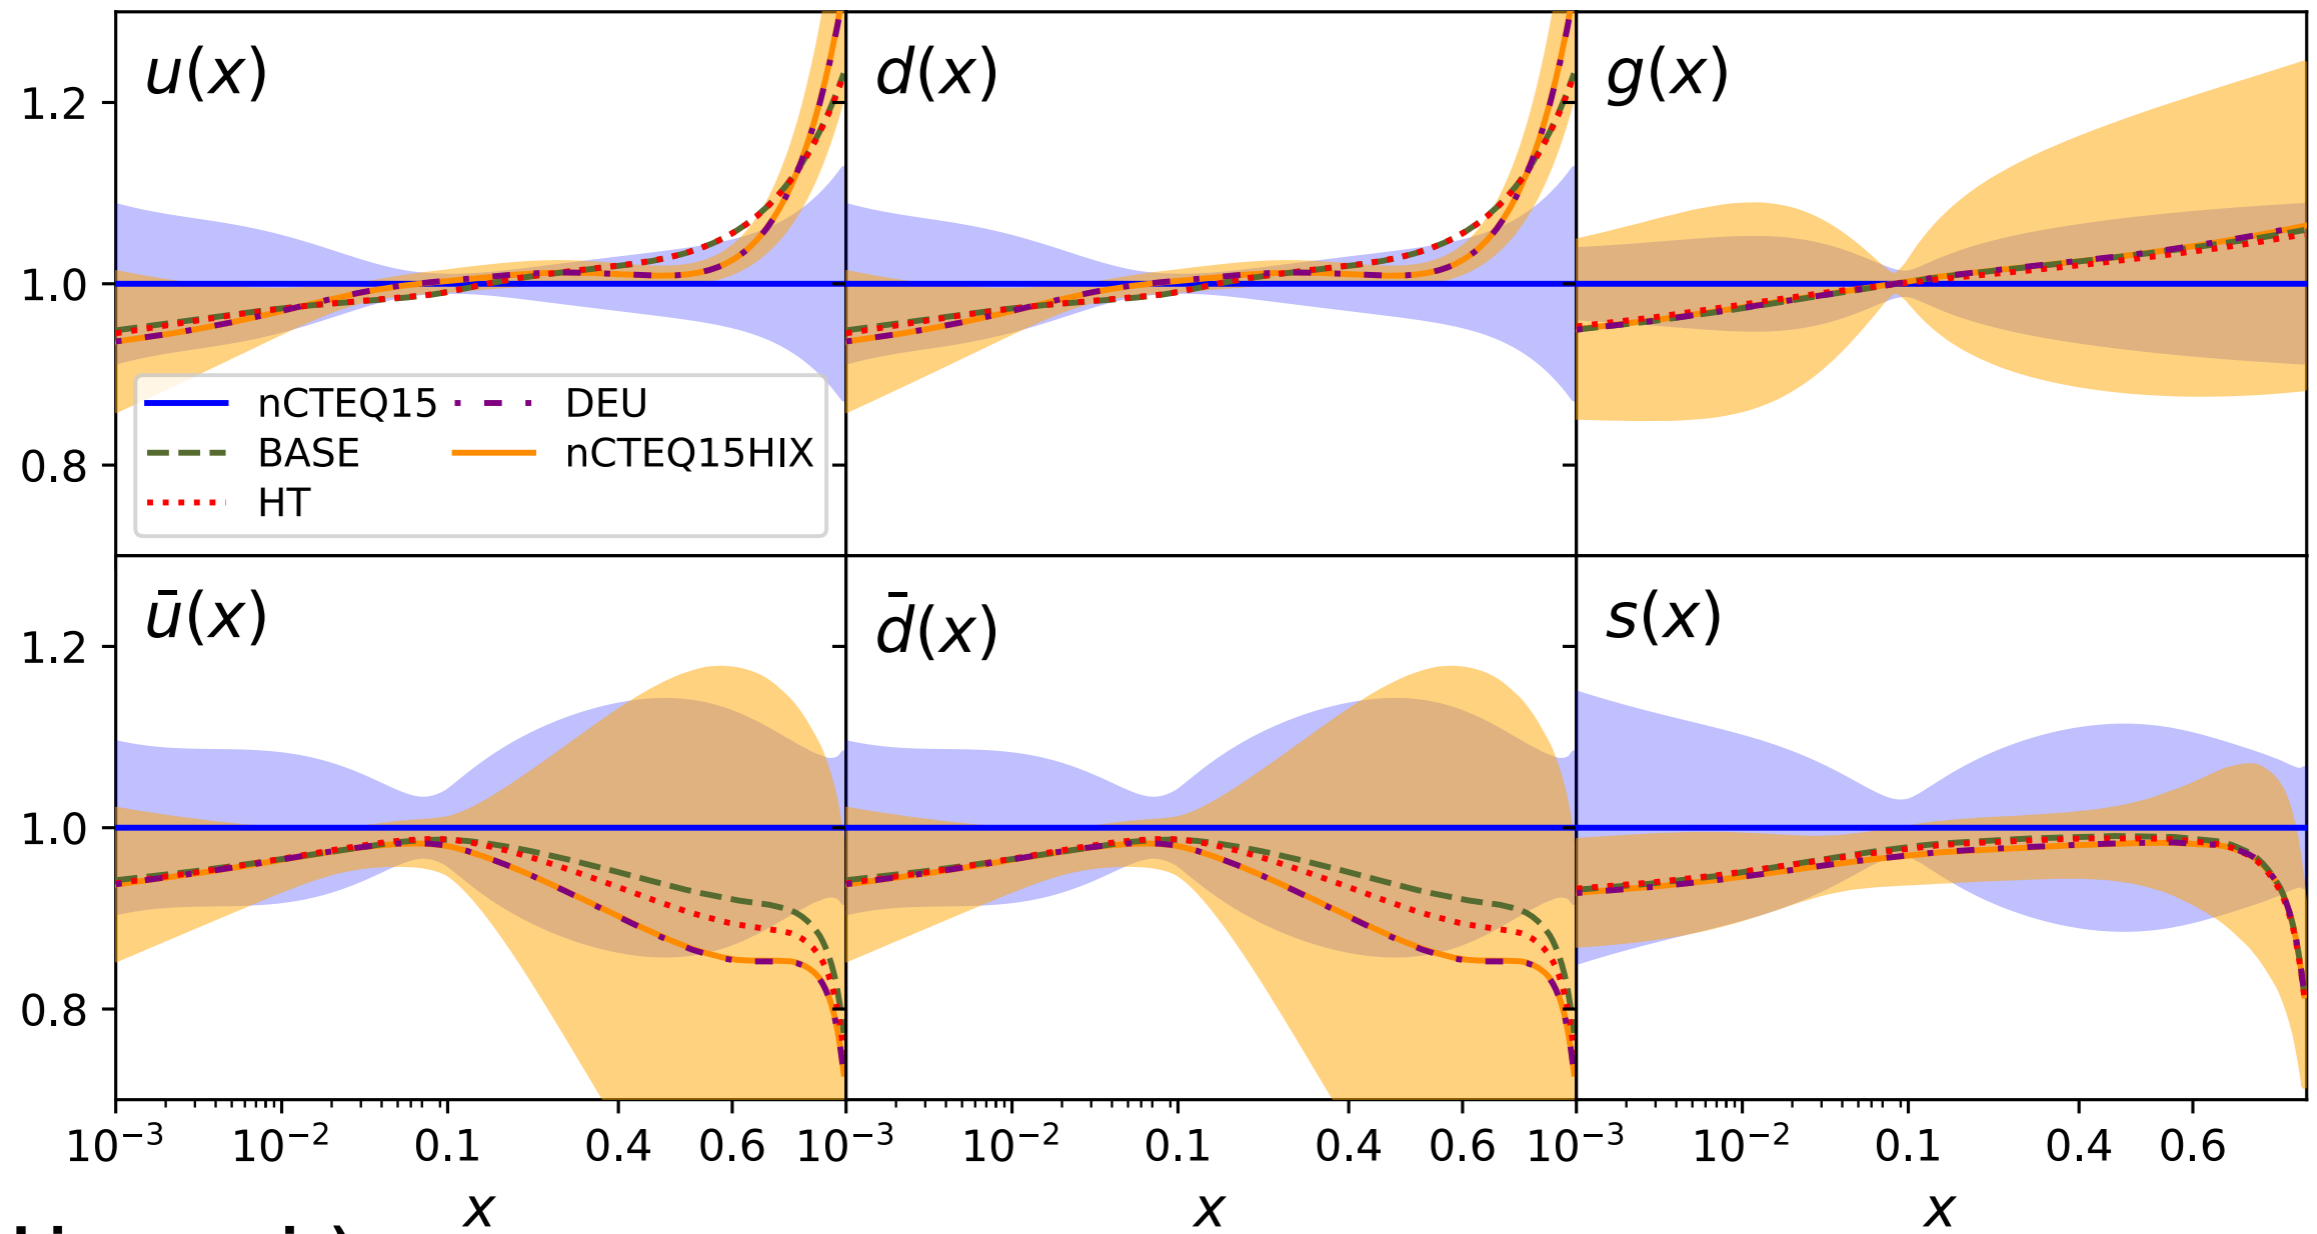 u(x)
d(x)
g(x)
1.2
1.0
0.8
nCTEQ15
DEU
BASE
nCTEQ15HIX
HT
ū(x)
d̄(x)
s(x)
1.2
1.0
0.8
10⁻³ 10⁻² 0.1 0.4 0.6 10⁻³ 10⁻² 0.1 0.4 0.6 10⁻³ 10⁻² 0.1 0.4 0.6
x x x